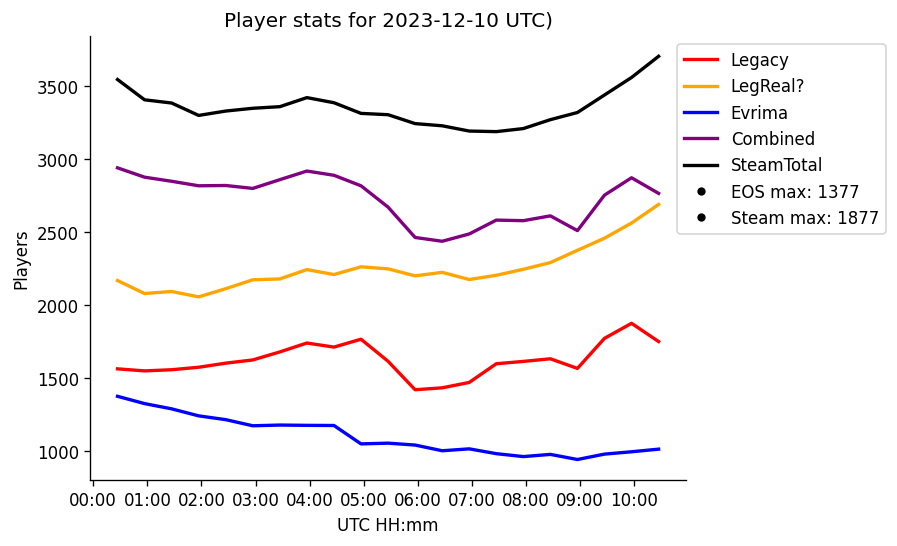 Player stats for 2023-12-10 UTC)
Legacy
LegReal?
Evrima
Combined
SteamTotal
EOS max: 1377
Steam max: 1877
Players
3500
3000
2500
2000
1500
1000
00:00 01:00 02:00 03:00 04:00 05:00 06:00 07:00 08:00 09:00 10:00
UTC HH:mm